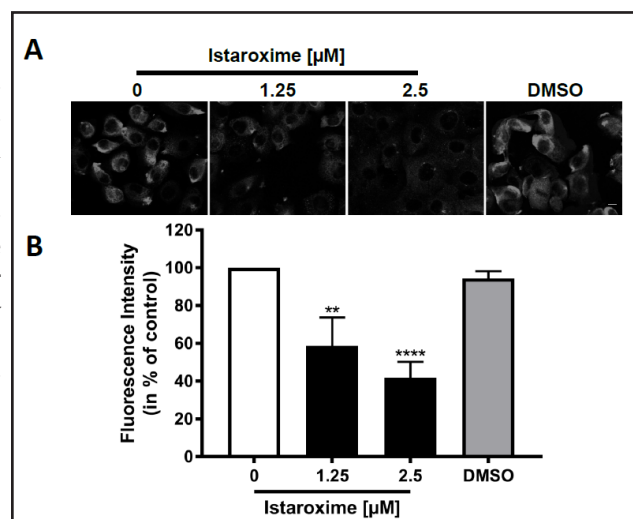 A
Istaroxime [µM]
0 1.25 2.5 DMSO
B
Fluorescence Intensity
(in % of control)
120
100
80
60
40
20
0
**
****
0 1.25 2.5 DMSO
Istaroxime [µM]